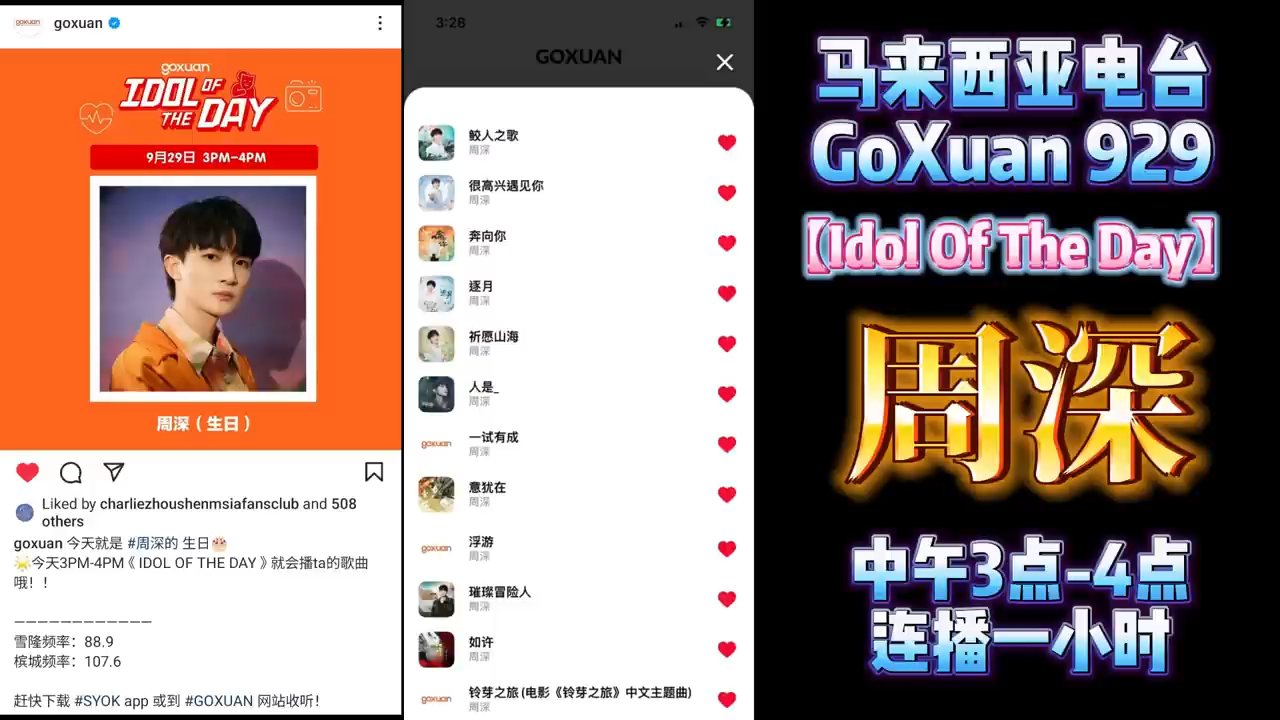 goxuan
goxuan
goxuan
IDOL OF
THE DAY
9月29日 3PM-4PM
周深 ( 生日 )
Liked by charliezhoushenmsiafansclub and 508
others
goxuan 今天就是 #周深的 生日🎂
🌟今天3PM-4PM《 IDOL OF THE DAY 》就会播ta的歌曲
哦！！
————————————
雪隆频率：88.9
槟城频率：107.6
赶快下载 #SYOK app 或到 #GOXUAN 网站收听！
3:28
GOXUAN
鲛人之歌
周深
很高兴遇见你
周深
奔向你
周深
逐月
周深
祈愿山海
周深
人是_
周深
goxuan
一试有成
周深
意犹在
周深
goxuan
浮游
周深
璀璨冒险人
周深
如许
周深
goxuan
铃芽之旅 (电影《铃芽之旅》中文主题曲)
周深
马来西亚电台
GoXuan 929
【Idol Of The Day】
周深
中午3点-4点
连播一小时